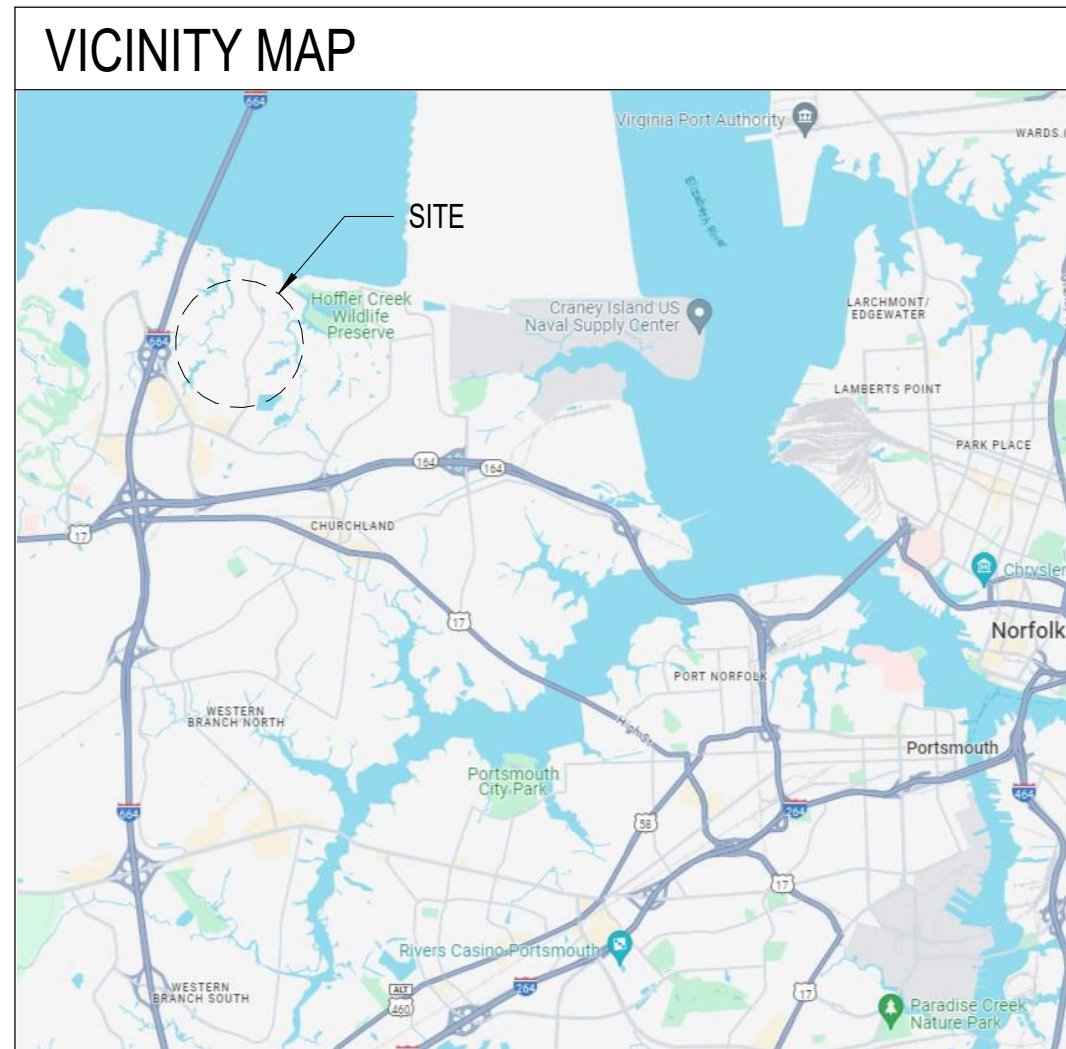 VICINITY MAP
664
Virginia Port Authority
WARDS
Elizabeth River
SITE
Hoffler Creek
Wildlife
Preserve
Craney Island US
Naval Supply Center
LARCHMONT/
EDGEWATER
664
LAMBERTS POINT
PARK PLACE
164
164
17
CHURCHLAND
Chrysler
17
Norfolk
PORT NORFOLK
WESTERN
BRANCH NORTH
High St
Portsmouth
Portsmouth
City Park
464
664
264
58
17
Rivers Casino Portsmouth
WESTERN
BRANCH SOUTH
ALT
460
264
17
Paradise Creek
Nature Park